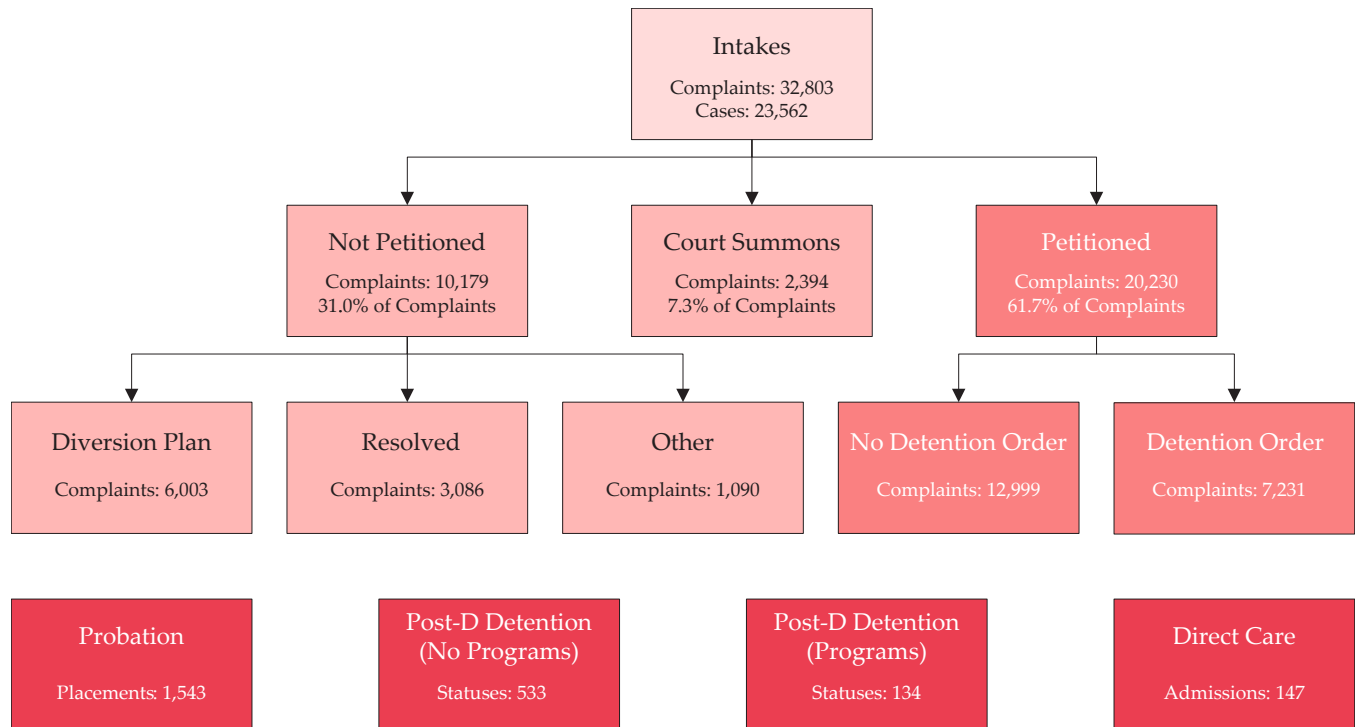 Intakes
Complaints: 32,803
Cases: 23,562
Not Petitioned
Complaints: 10,179
31.0% of Complaints
Court Summons
Complaints: 2,394
7.3% of Complaints
Petitioned
Complaints: 20,230
61.7% of Complaints
Diversion Plan
Complaints: 6,003
Resolved
Complaints: 3,086
Other
Complaints: 1,090
No Detention Order
Complaints: 12,999
Detention Order
Complaints: 7,231
Probation
Placements: 1,543
Post-D Detention
(No Programs)
Statuses: 533
Post-D Detention
(Programs)
Statuses: 134
Direct Care
Admissions: 147